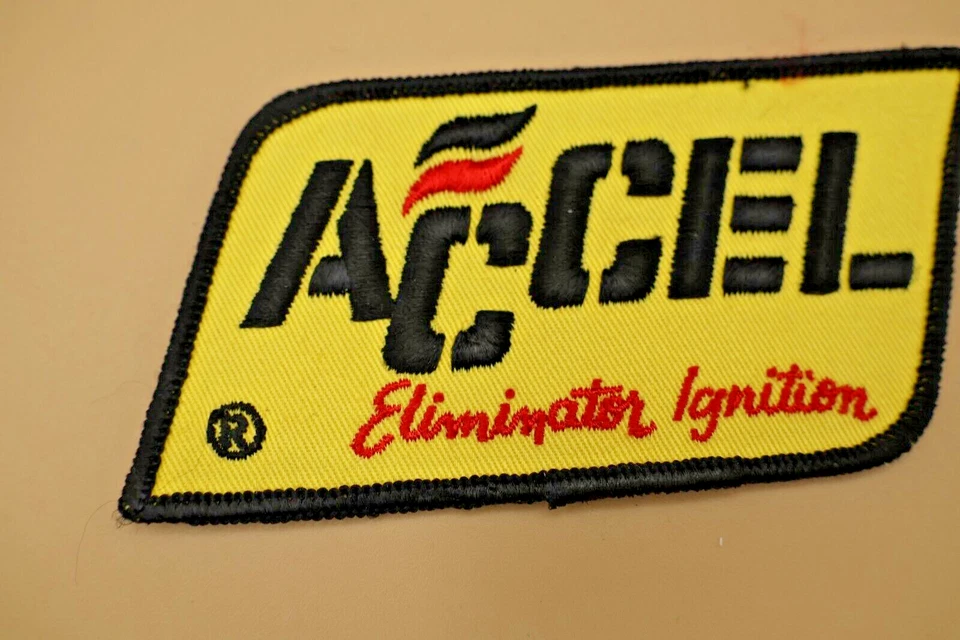 ACCEL
Eliminator Ignition
®